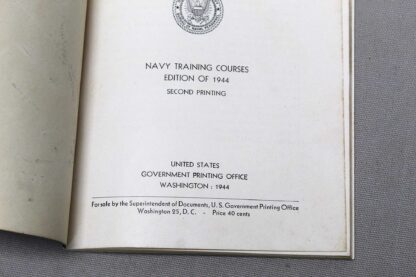 NAVY TRAINING COURSES
EDITION OF 1944
SECOND PRINTING
UNITED STATES
GOVERNMENT PRINTING OFFICE
WASHINGTON : 1944
For sale by the Superintendent of Documents, U. S. Government Printing Office
Washington 25, D. C. - Price 40 cents